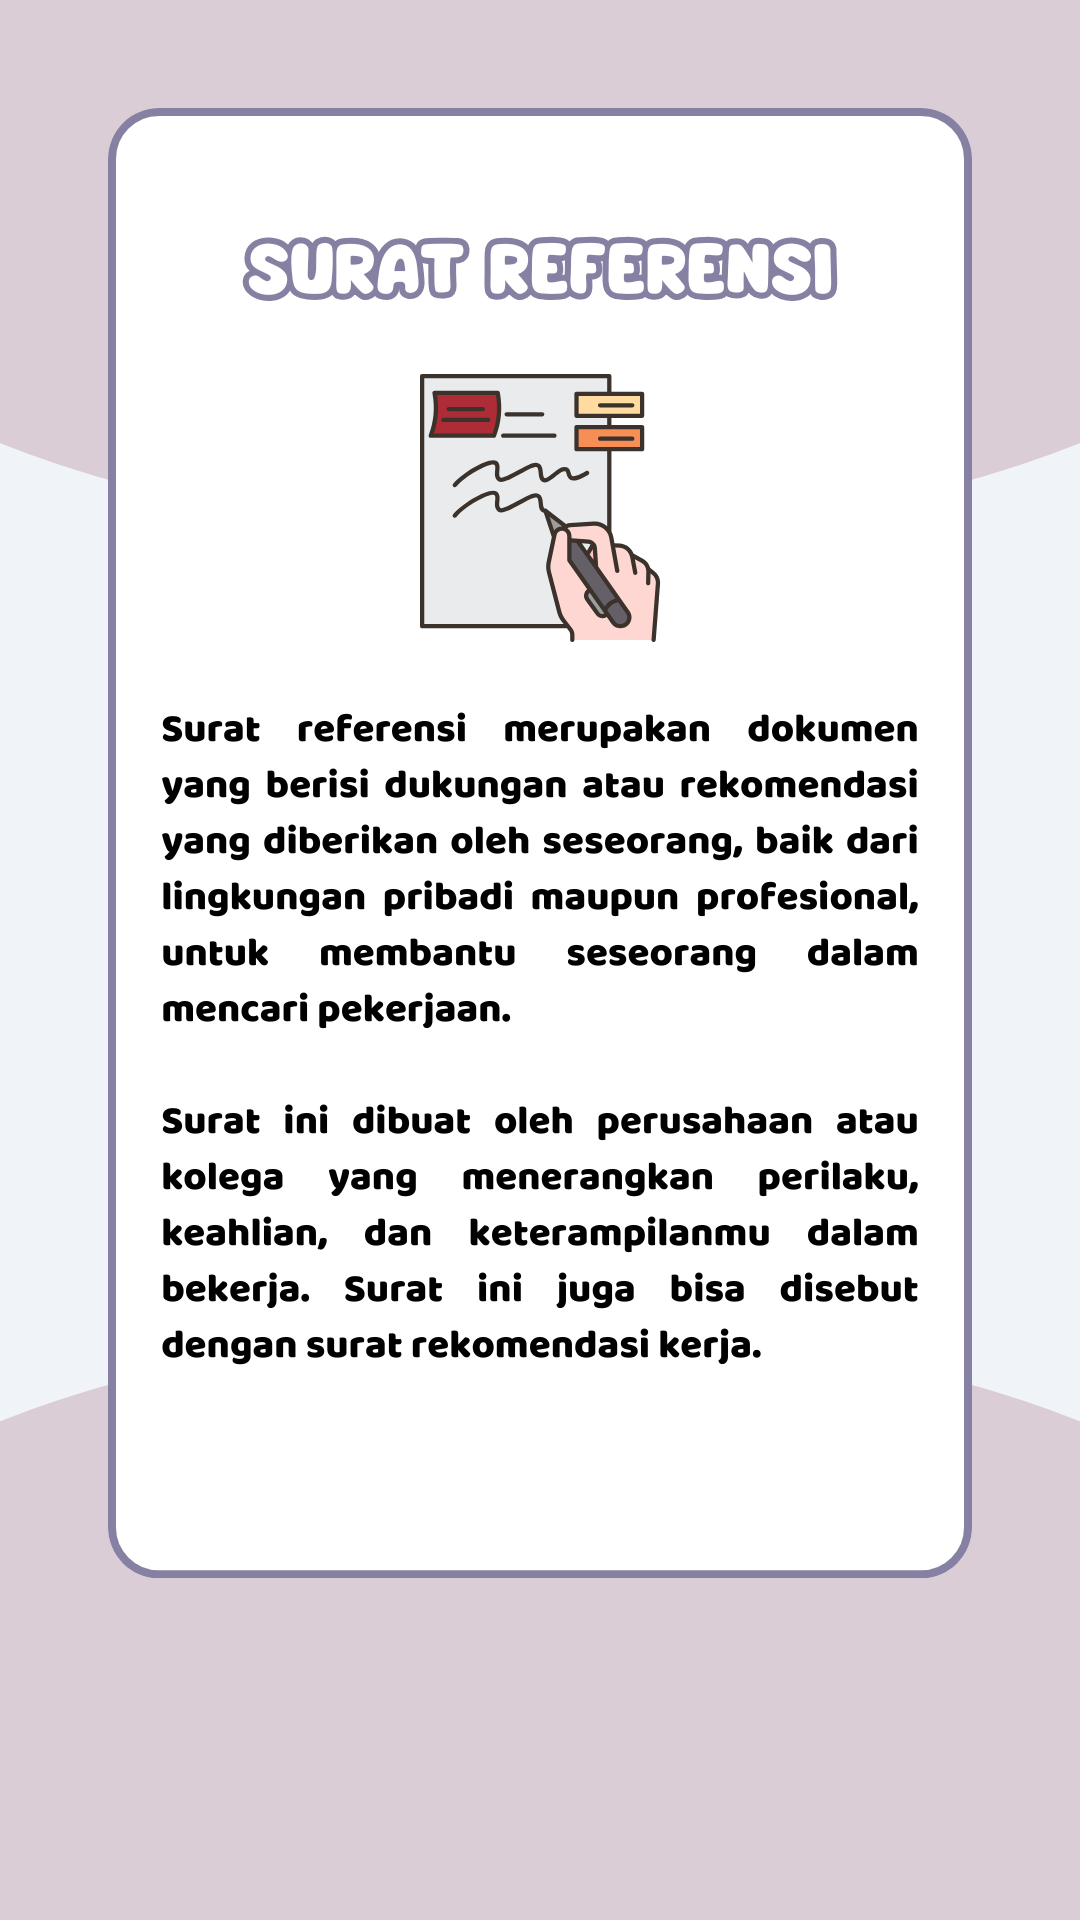 SURAT REFERENSI
Surat referensi merupakan dokumen
yang berisi dukungan atau rekomendasi
yang diberikan oleh seseorang, baik dari
lingkungan pribadi maupun profesional,
untuk membantu seseorang dalam
mencari pekerjaan.
Surat ini dibuat oleh perusahaan atau
kolega yang menerangkan perilaku,
keahlian, dan keterampilanmu dalam
bekerja. Surat ini juga bisa disebut
dengan surat rekomendasi kerja.